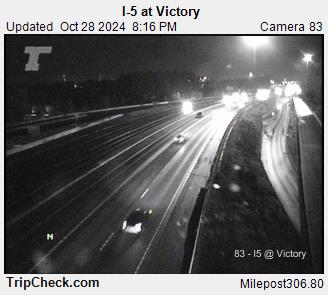 I-5 at Victory
Updated  Oct 28 2024  8:16 PM    Camera 83
T
N
83 - I5 @ Victory
TripCheck.com    Milepost306.80